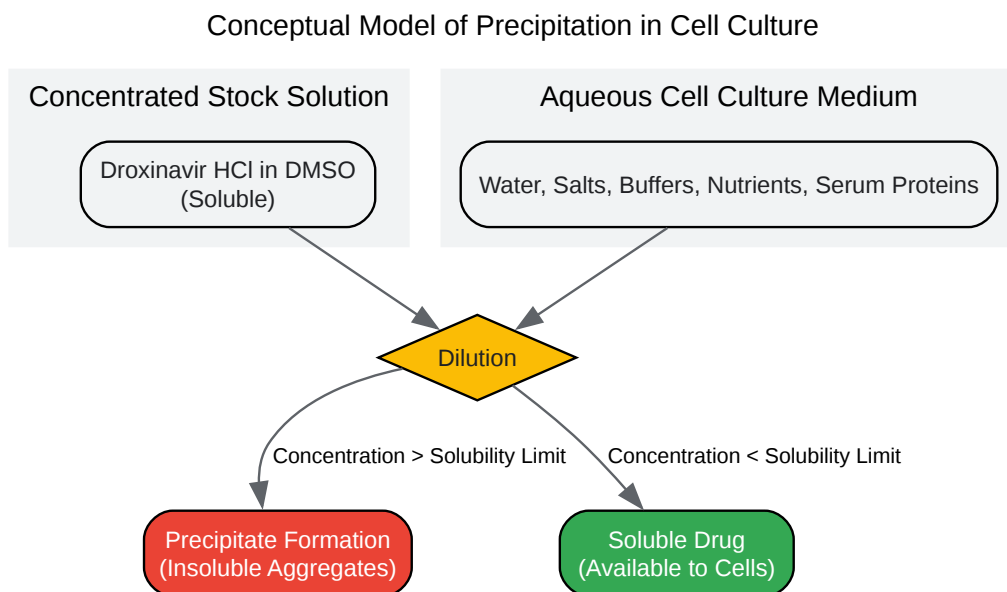 Conceptual Model of Precipitation in Cell Culture
Concentrated Stock Solution
Aqueous Cell Culture Medium
Droxinavir HCl in DMSO
(Soluble)
Water, Salts, Buffers, Nutrients, Serum Proteins
Dilution
Concentration > Solubility Limit
Concentration < Solubility Limit
Precipitate Formation
(Insoluble Aggregates)
Soluble Drug
(Available to Cells)